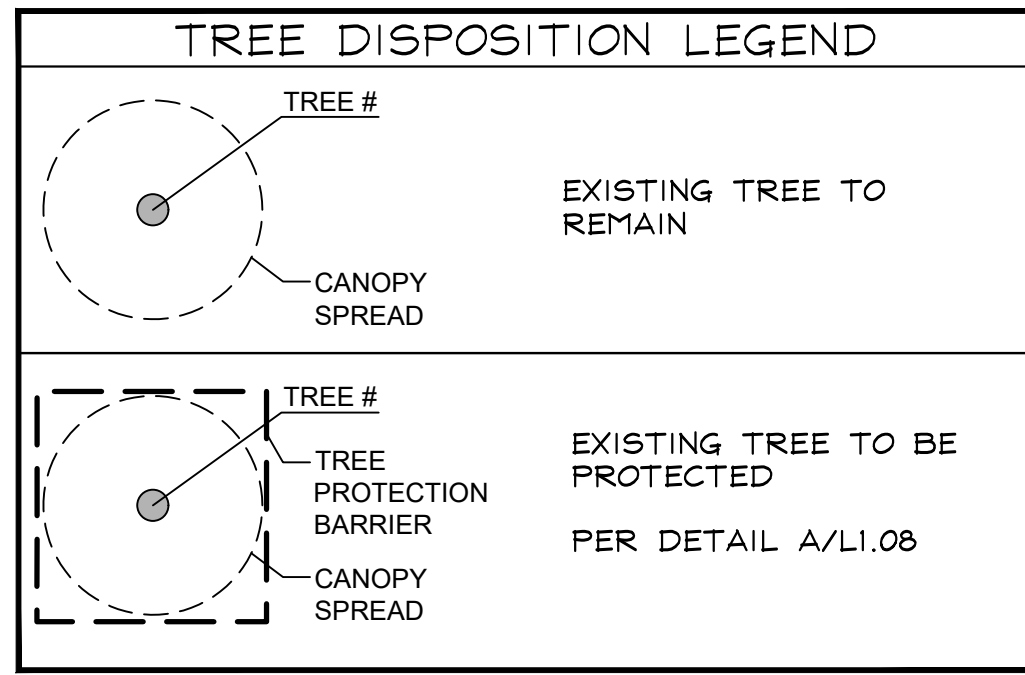 TREE DISPOSITION LEGEND
TREE #
EXISTING TREE TO
REMAIN
CANOPY
SPREAD
TREE #
TREE
PROTECTION
BARRIER
CANOPY
SPREAD
EXISTING TREE TO BE
PROTECTED
PER DETAIL A/L1.08